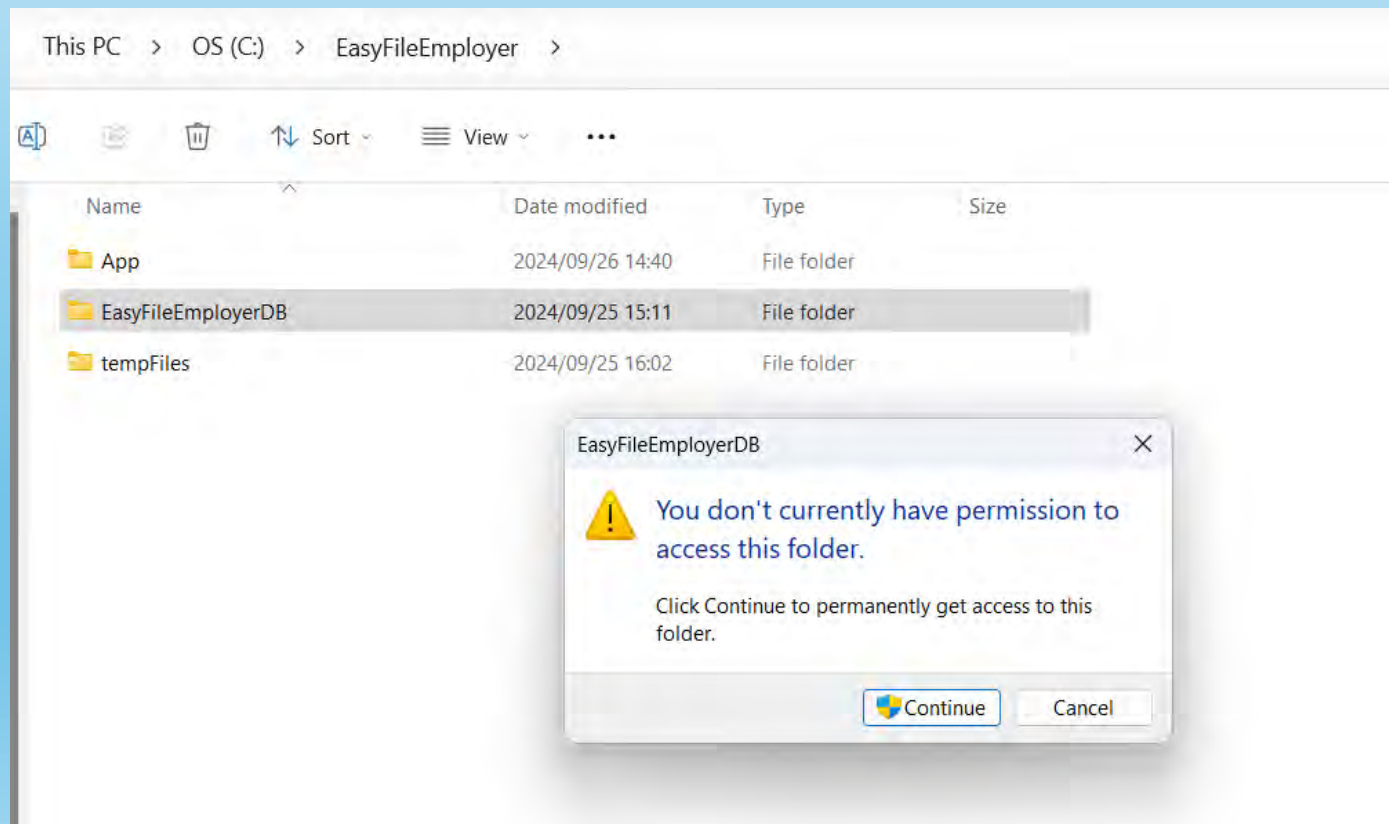 This PC > OS (C:) > EasyFileEmployer >
A Sort View •••
Name Date modified Type Size
App 2024/09/26 14:40 File folder
EasyFileEmployerDB 2024/09/25 15:11 File folder
tempFiles 2024/09/25 16:02 File folder
EasyFileEmployerDB
You don't currently have permission to
access this folder.
Click Continue to permanently get access to this
folder.
Continue Cancel